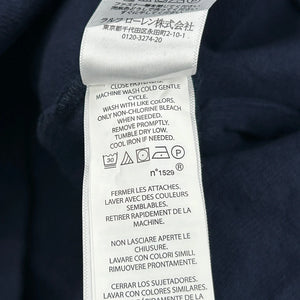 ラルフ ローレン株式会社
東京都千代田区永田町2-10-1
0120-3274-20
CLOSE FASTENERS.
MACHINE WASH COLD GENTLE
CYCLE.
WASH WITH LIKE COLORS.
ONLY NON-CHLORINE BLEACH
WHEN NEEDED.
REMOVE PROMPTLY.
TUMBLE DRY LOW.
COOL IRON IF NEEDED.
30
P
n°1529
FERMER LES ATTACHES.
LAVER AVEC DES COULEURS
SEMBLABLES.
RETIRER RAPIDEMENT DE LA
MACHINE.
NON LASCIARE APERTE LE
CHIUSURE.
LAVARE CON COLORI SIMILI
RIMUOVERE PRONTAMENTE.
CERRAR LOS SUJETADORES.
LAVAR CON COLORES SIMILARES.